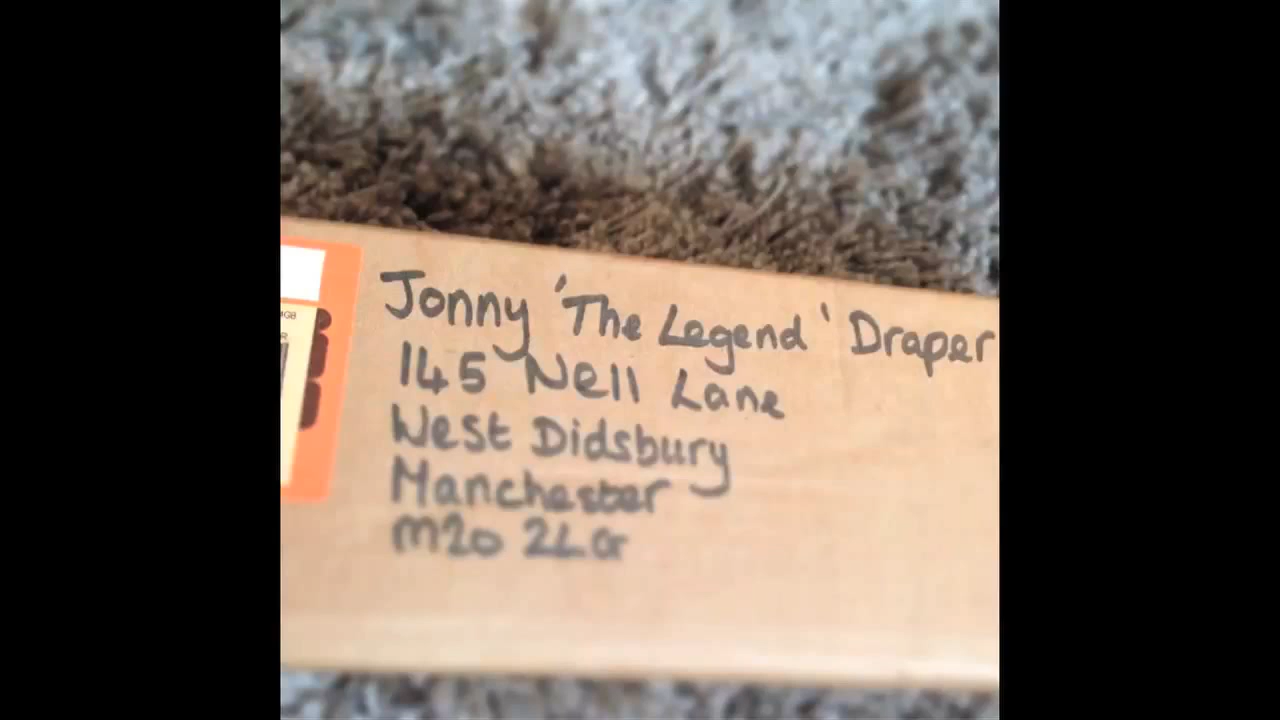 Jonny 'The Legend' Draper
145 Nell Lane
West Didsbury
Manchester
M20 2LG